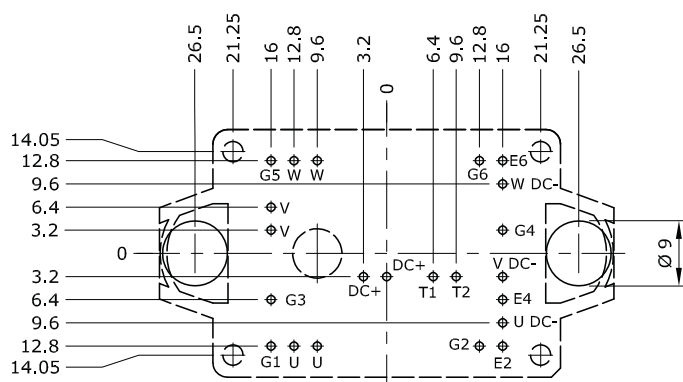 26.5 21.25 16 12.8 9.6 3.2 0 6.4 9.6 12.8 16 21.25 26.5
14.05
12.8 G5 W W G6 E6
9.6 W DC-
6.4 V
3.2 V G4
0 DC+ V DC- Ø 9
3.2 DC+ T1 T2
6.4 G3 E4
9.6 U DC-
12.8 G1 U U G2 E2
14.05